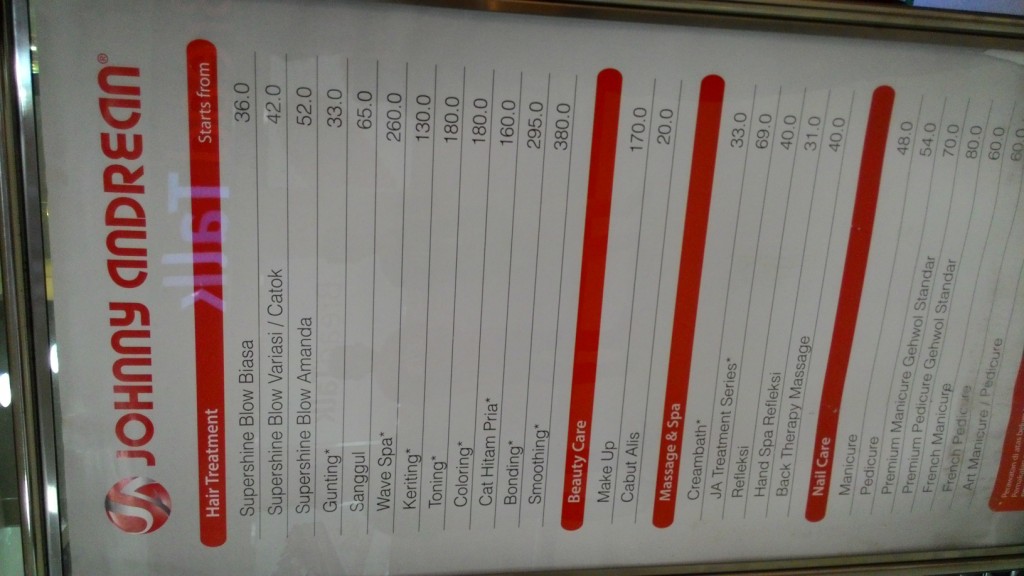 JA JOHNNY ANDREAN®
Hair Treatment Starts from
Supershine Blow Biasa 36.0
Supershine Blow Variasi / Catok 42.0
Supershine Blow Amanda 52.0
Gunting* 33.0
Sanggul 65.0
Wave Spa* 260.0
Keriting* 130.0
Toning* 180.0
Coloring* 180.0
Cat Hitam Pria* 160.0
Bonding* 295.0
Smoothing* 380.0
Beauty Care
Make Up 170.0
Cabut Alis 20.0
Massage & Spa
Creambath* 33.0
JA Treatment Series* 69.0
Refleksi 40.0
Hand Spa Refleksi 31.0
Back Therapy Massage 40.0
Nail Care
Manicure 48.0
Pedicure 54.0
Premium Manicure Gehwol Standar 70.0
Premium Pedicure Gehwol Standar 80.0
French Manicure 60.0
French Pedicure 60.0
Art Manicure / Pedicure
* Perawatan di atas
Talk